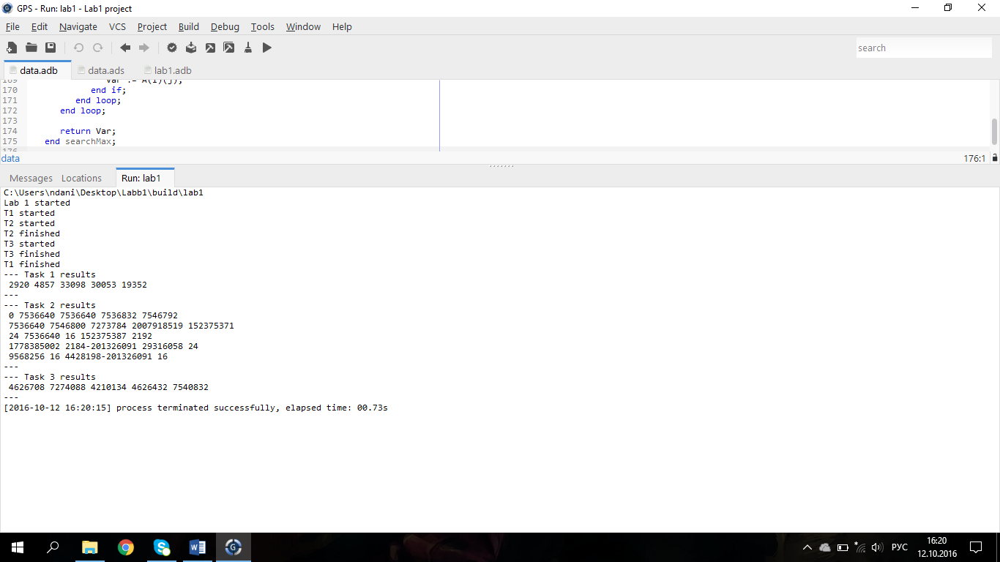 GPS - Run: lab1 - Lab1 project
File Edit Navigate VCS Project Build Debug Tools Window Help
search
data.adb data.ads lab1.adb
169 Var := A(i)(j);
170 end if;
171 end loop;
172 end loop;
173
174 return Var;
175 end searchMax;
176
data 176:1
Messages Locations Run: lab1
C:\Users\ndani\Desktop\Labb1\build\lab1
Lab 1 started
T1 started
T2 started
T2 finished
T3 started
T3 finished
T1 finished
--- Task 1 results
2920 4857 33098 30053 19352
---
--- Task 2 results
0 7536640 7536640 7536832 7546792
7536640 7546800 7273784 2007918519 152375371
24 7536640 16 152375387 2192
1778385002 2184-201326091 29316058 24
9568256 16 4428198-201326091 16
---
--- Task 3 results
4626708 7274088 4210134 4626432 7540832
---
[2016-10-12 16:20:15] process terminated successfully, elapsed time: 00.73s
РУС
16:20
12.10.2016